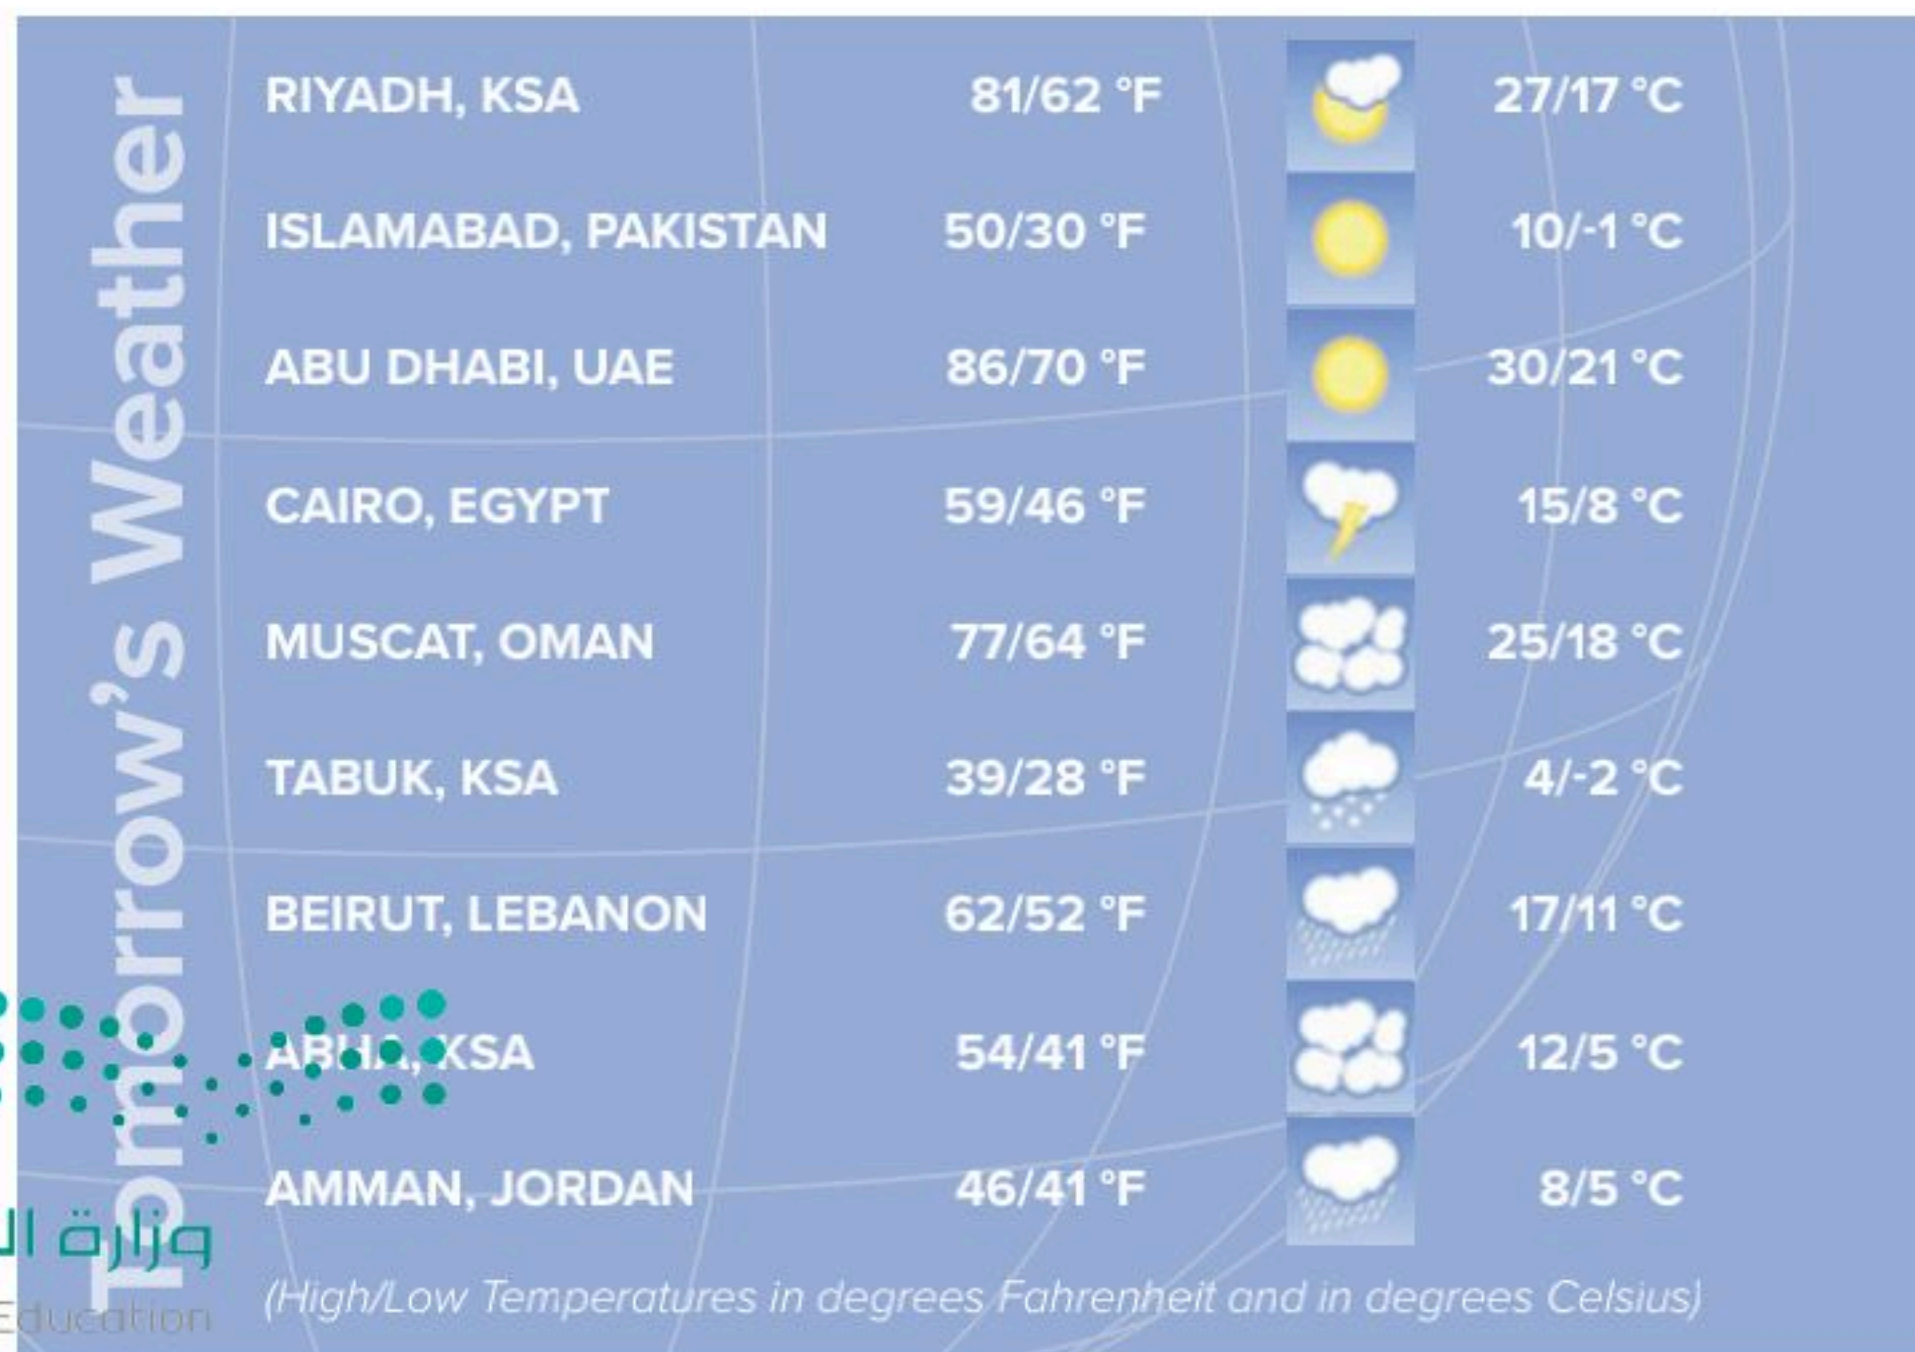 Tomorrow's Weather
RIYADH, KSA 81/62 °F 27/17 °C
ISLAMABAD, PAKISTAN 50/30 °F 10/-1 °C
ABU DHABI, UAE 86/70 °F 30/21 °C
CAIRO, EGYPT 59/46 °F 15/8 °C
MUSCAT, OMAN 77/64 °F 25/18 °C
TABUK, KSA 39/28 °F 4/-2 °C
BEIRUT, LEBANON 62/52 °F 17/11 °C
ABHA, KSA 54/41 °F 12/5 °C
AMMAN, JORDAN 46/41 °F 8/5 °C
وزارة
(High/Low Temperatures in degrees Fahrenheit and in degrees Celsius)
Education